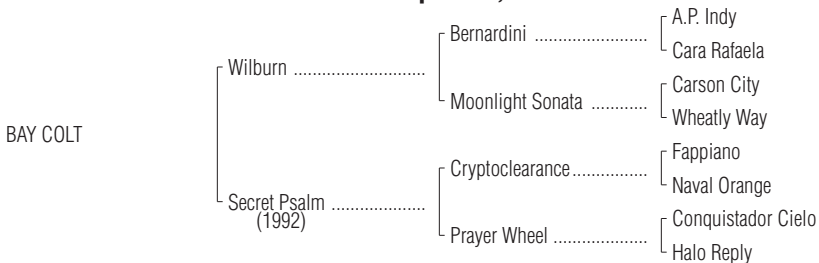 A.P. Indy
Bernardini ........................
Cara Rafaela
Wilburn ............................
Carson City
Moonlight Sonata ............
Wheatly Way
BAY COLT
Fappiano
Cryptoclearance................
Naval Orange
Secret Psalm ....................
(1992)
Conquistador Cielo
Prayer Wheel ....................
Halo Reply